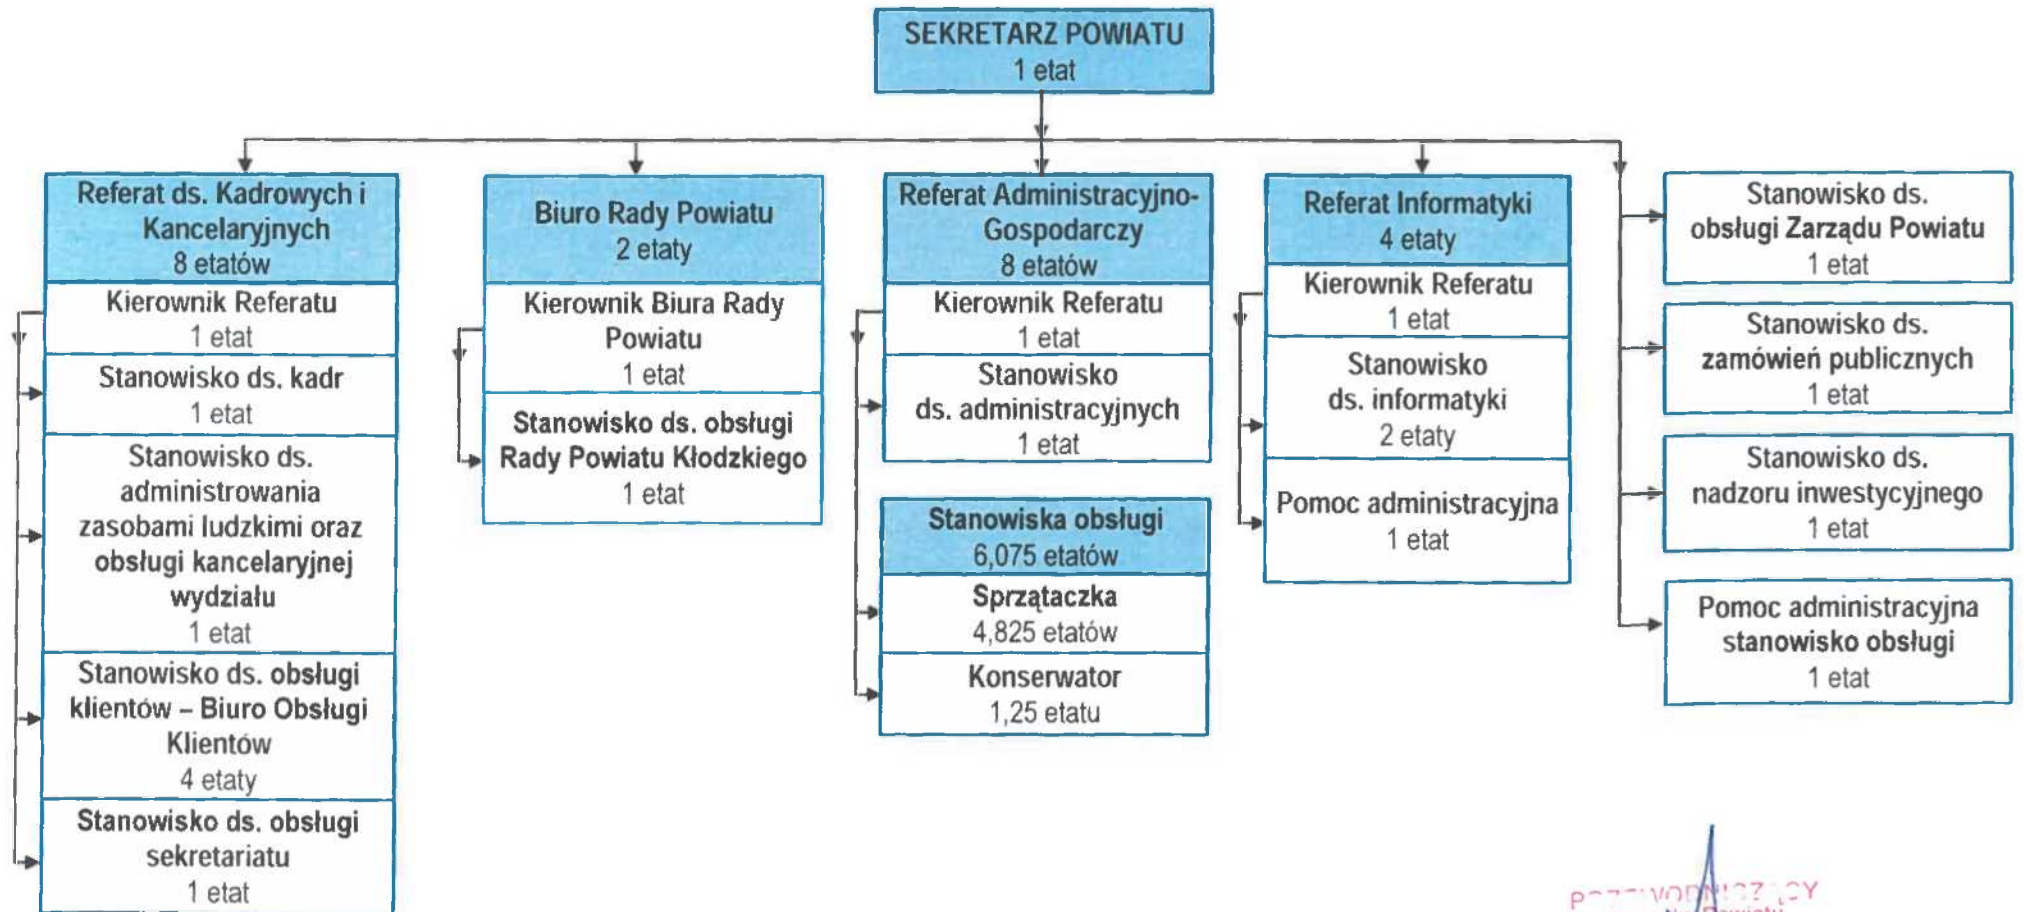 SEKRETARZ POWIATU
1 etat
Referat ds. Kadrowych i
Kancelaryjnych
8 etatów
Kierownik Referatu
1 etat
Stanowisko ds. kadr
1 etat
Stanowisko ds.
administrowania
zasobami ludzkimi oraz
obsługi kancelaryjnej
wydziału
1 etat
Stanowisko ds. obsługi
klientów – Biuro Obsługi
Klientów
4 etaty
Stanowisko ds. obsługi
sekretariatu
1 etat
Biuro Rady Powiatu
2 etaty
Kierownik Biura Rady
Powiatu
1 etat
Stanowisko ds. obsługi
Rady Powiatu Kłodzkiego
1 etat
Referat Administracyjno-
Gospodarczy
8 etatów
Kierownik Referatu
1 etat
Stanowisko
ds. administracyjnych
1 etat
Stanowiska obsługi
6,075 etatów
Sprzątaczka
4,825 etatów
Konserwator
1,25 etatu
Referat Informatyki
4 etaty
Kierownik Referatu
1 etat
Stanowisko
ds. informatyki
2 etaty
Pomoc administracyjna
1 etat
Stanowisko ds.
obsługi Zarządu Powiatu
1 etat
Stanowisko ds.
zamówień publicznych
1 etat
Stanowisko ds.
nadzoru inwestycyjnego
1 etat
Pomoc administracyjna
stanowisko obsługi
1 etat